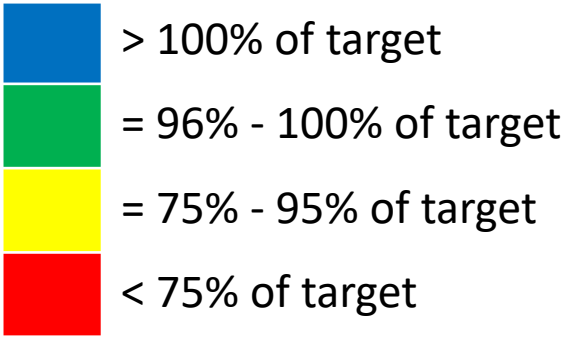 > 100% of target
= 96% - 100% of target
= 75% - 95% of target
< 75% of target